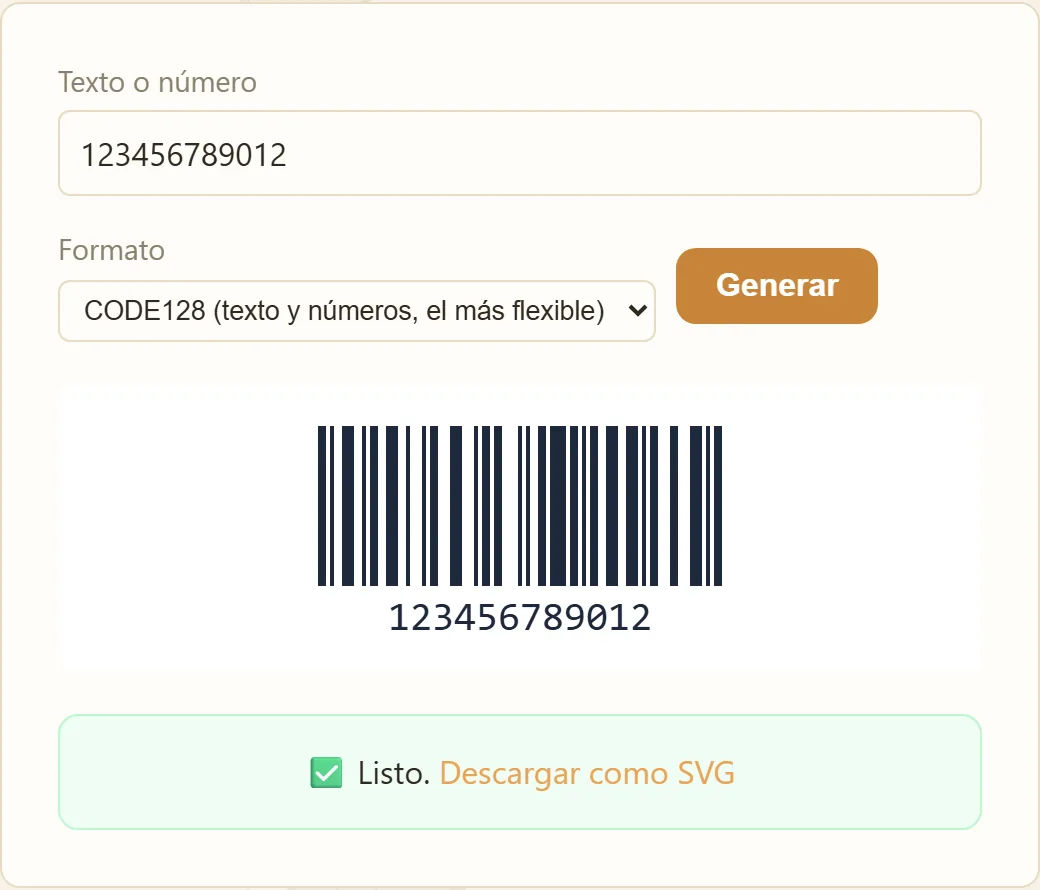 Texto o número
123456789012
Formato
CODE128 (texto y números, el más flexible)
Generar
123456789012
✅ Listo. Descargar como SVG